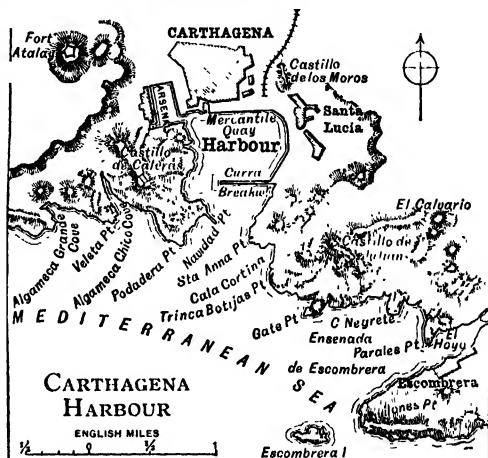 CARTHAGENA
Fort
Atalaya
Castillo
de los Moros
ARSENAL
Santa
Lucia
Mercantile
Quay
Harbour
Castillo
de Caleras
Curra
Breakw.
El Calvario
Castillo de
Algameca Grande
Cove
Veleta Pt
Algameca Chico Cove
Podadera Pt
Navidad Pt
Sta Anna Pt
Cala Cortina
Trinca Botijas Pt
Gate Pt
C Negrete
El
Hoyo
Ensenada
Parales Pt
de Escombrera
Escombrera
MEDITERRANEAN SEA
CARTHAGENA
HARBOUR
ENGLISH MILES
½ 0 ½ 1
Escombrera I